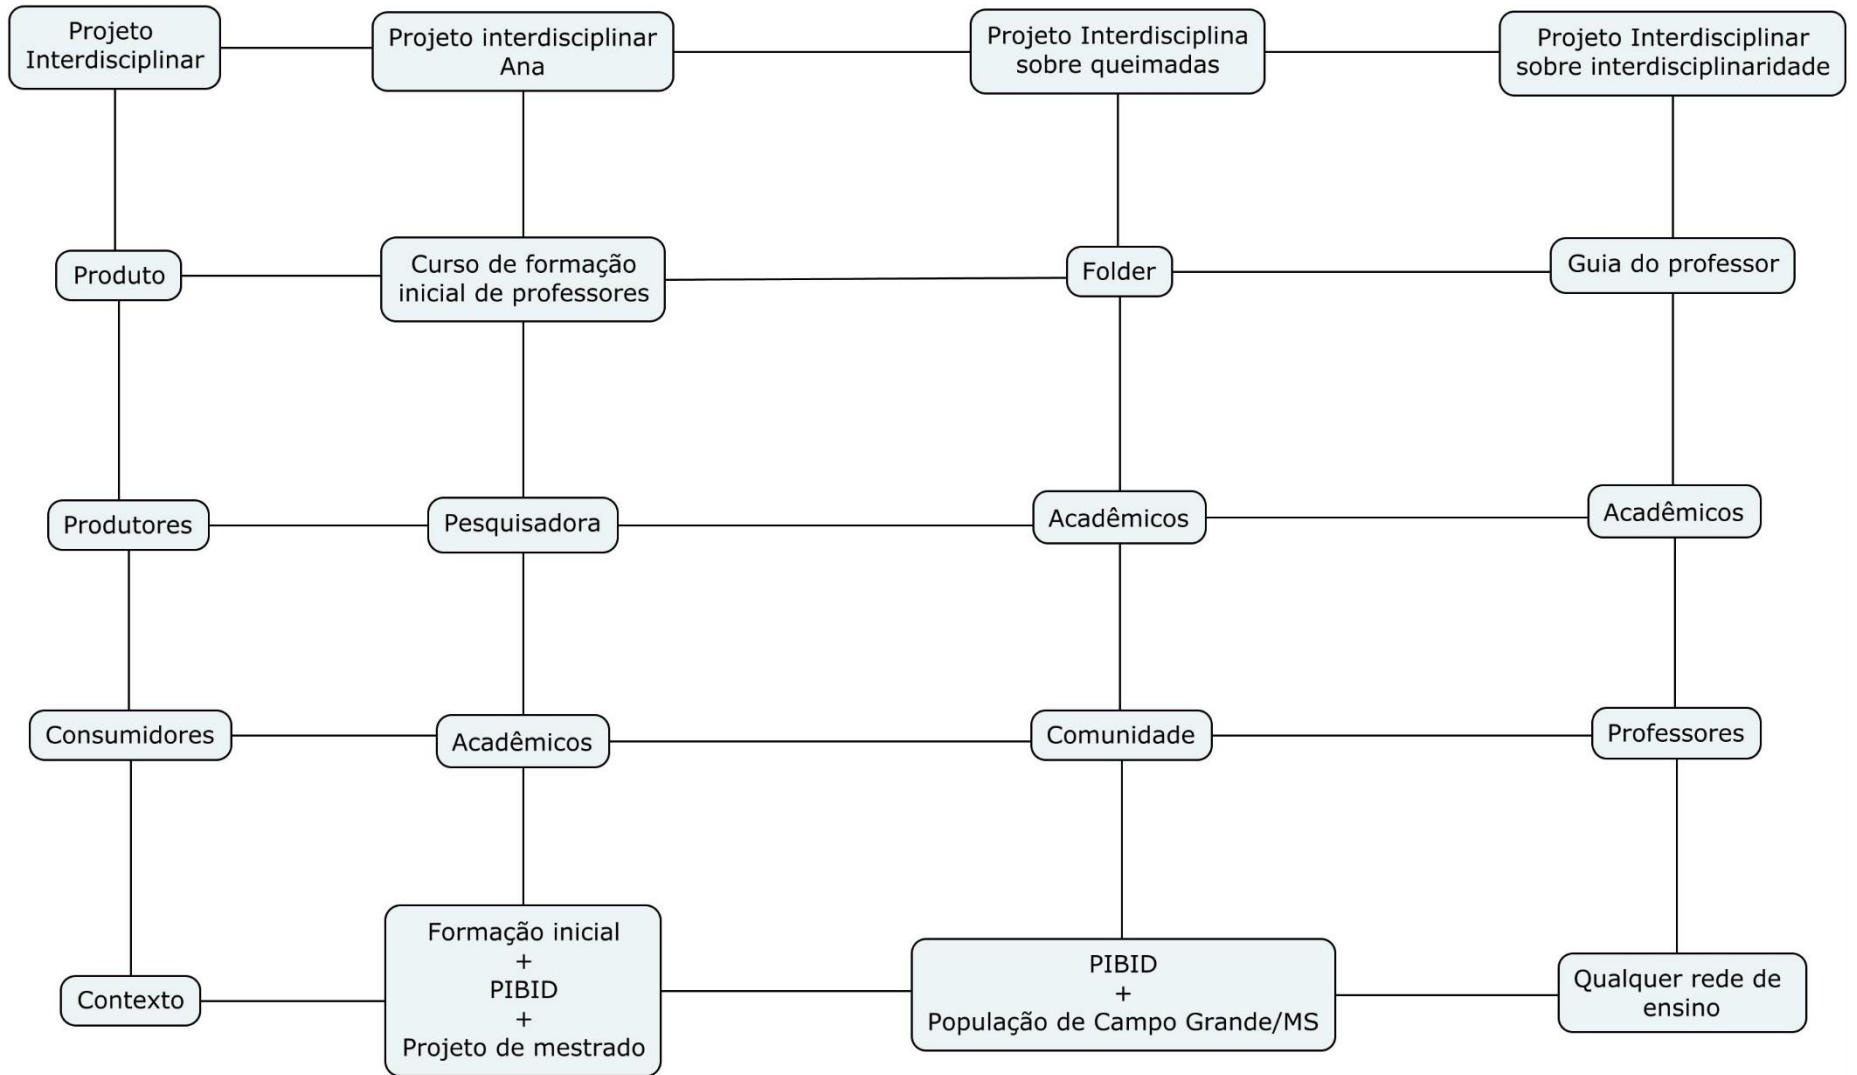 Projeto
Interdisciplinar
Projeto interdisciplinar
Ana
Projeto Interdisciplina
sobre queimadas
Projeto Interdisciplinar
sobre interdisciplinaridade
Produto
Curso de formação
inicial de professores
Folder
Guia do professor
Produtores
Pesquisadora
Acadêmicos
Acadêmicos
Consumidores
Acadêmicos
Comunidade
Professores
Contexto
Formação inicial
+
PIBID
+
Projeto de mestrado
PIBID
+
População de Campo Grande/MS
Qualquer rede de
ensino